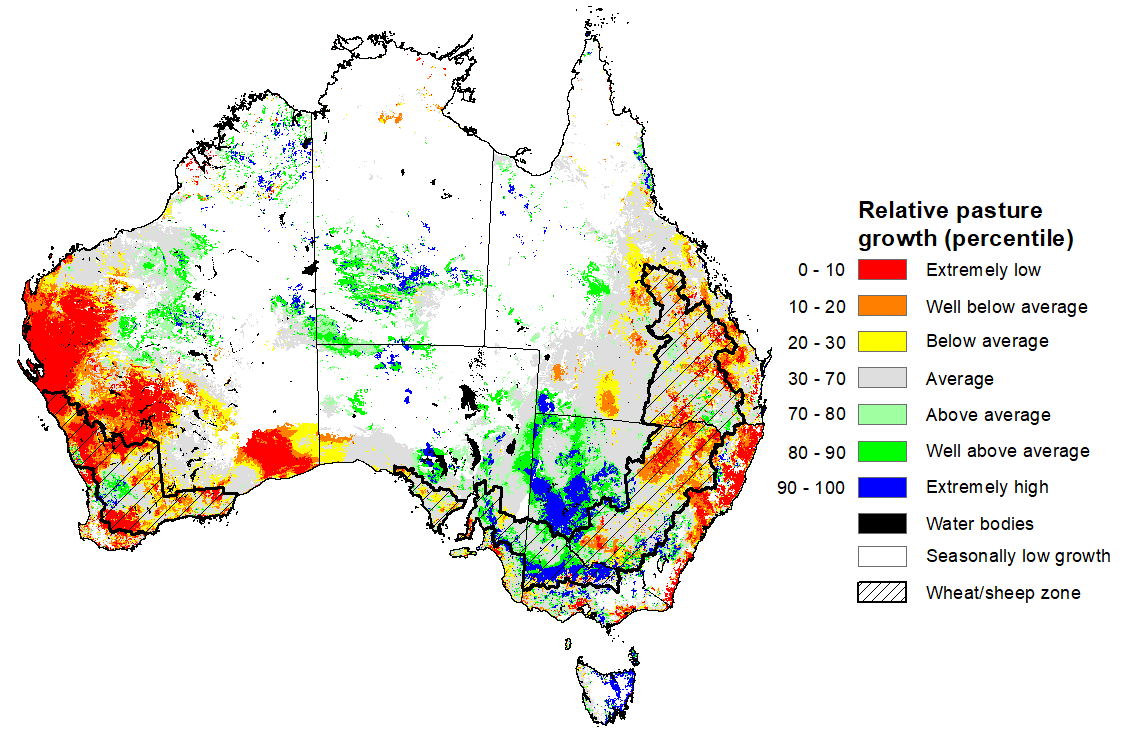 Relative pasture
growth (percentile)
0 - 10 Extremely low
10 - 20 Well below average
20 - 30 Below average
30 - 70 Average
70 - 80 Above average
80 - 90 Well above average
90 - 100 Extremely high
Water bodies
Seasonally low growth
Wheat/sheep zone